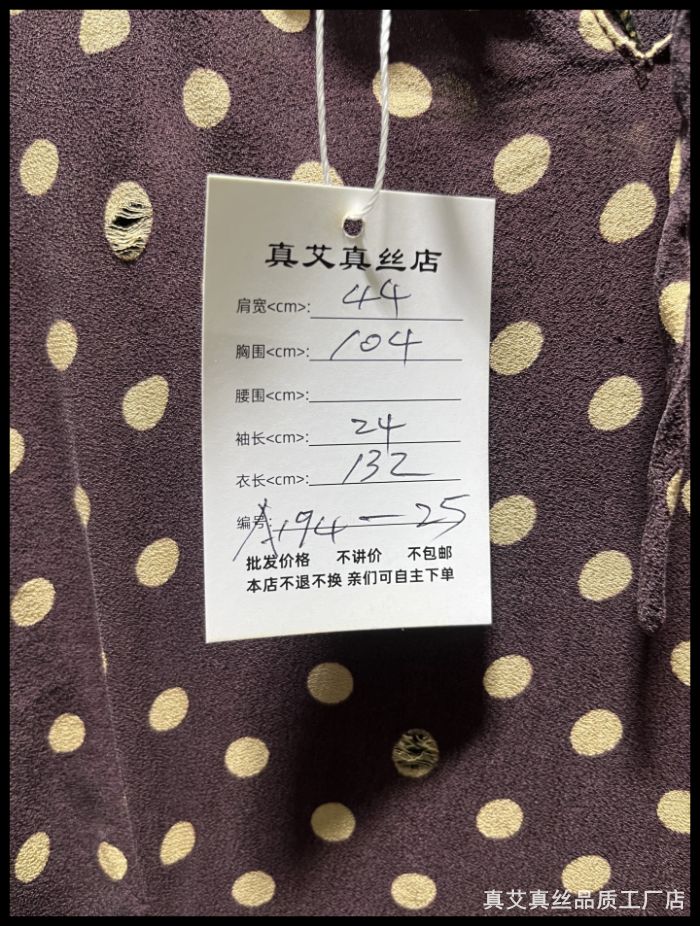 真艾真丝店
肩宽<cm>: 44
胸围<cm>: 104
腰围<cm>:
袖长<cm>: 24
衣长<cm>: 132
编号: A194-25
批发价格 不讲价 不包邮
本店不退不换 亲们可自主下单
真艾真丝品质工厂店